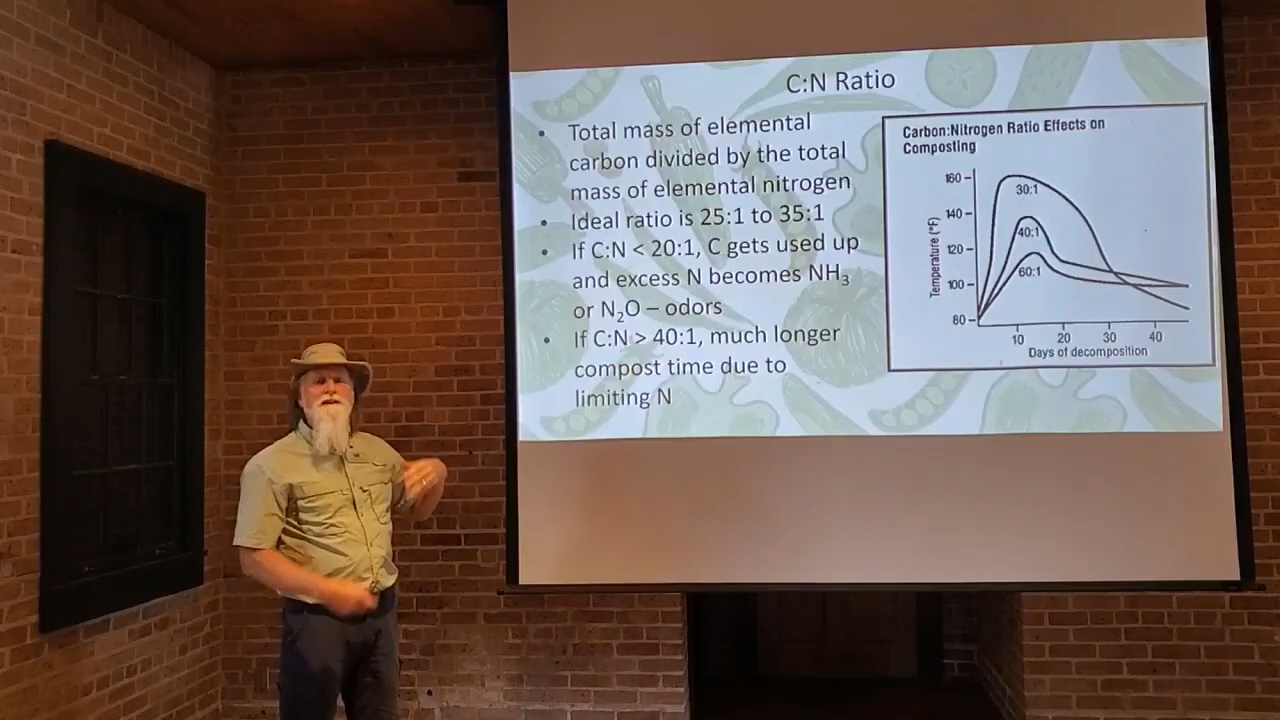 C:N Ratio
• Total mass of elemental
carbon divided by the total
mass of elemental nitrogen
• Ideal ratio is 25:1 to 35:1
• If C:N < 20:1, C gets used up
and excess N becomes NH₃
or N₂O – odors
• If C:N > 40:1, much longer
compost time due to
limiting N
Carbon:Nitrogen Ratio Effects on
Composting
Temperature (°F)
160
140
120
100
80
30:1
40:1
60:1
10 20 30 40
Days of decomposition